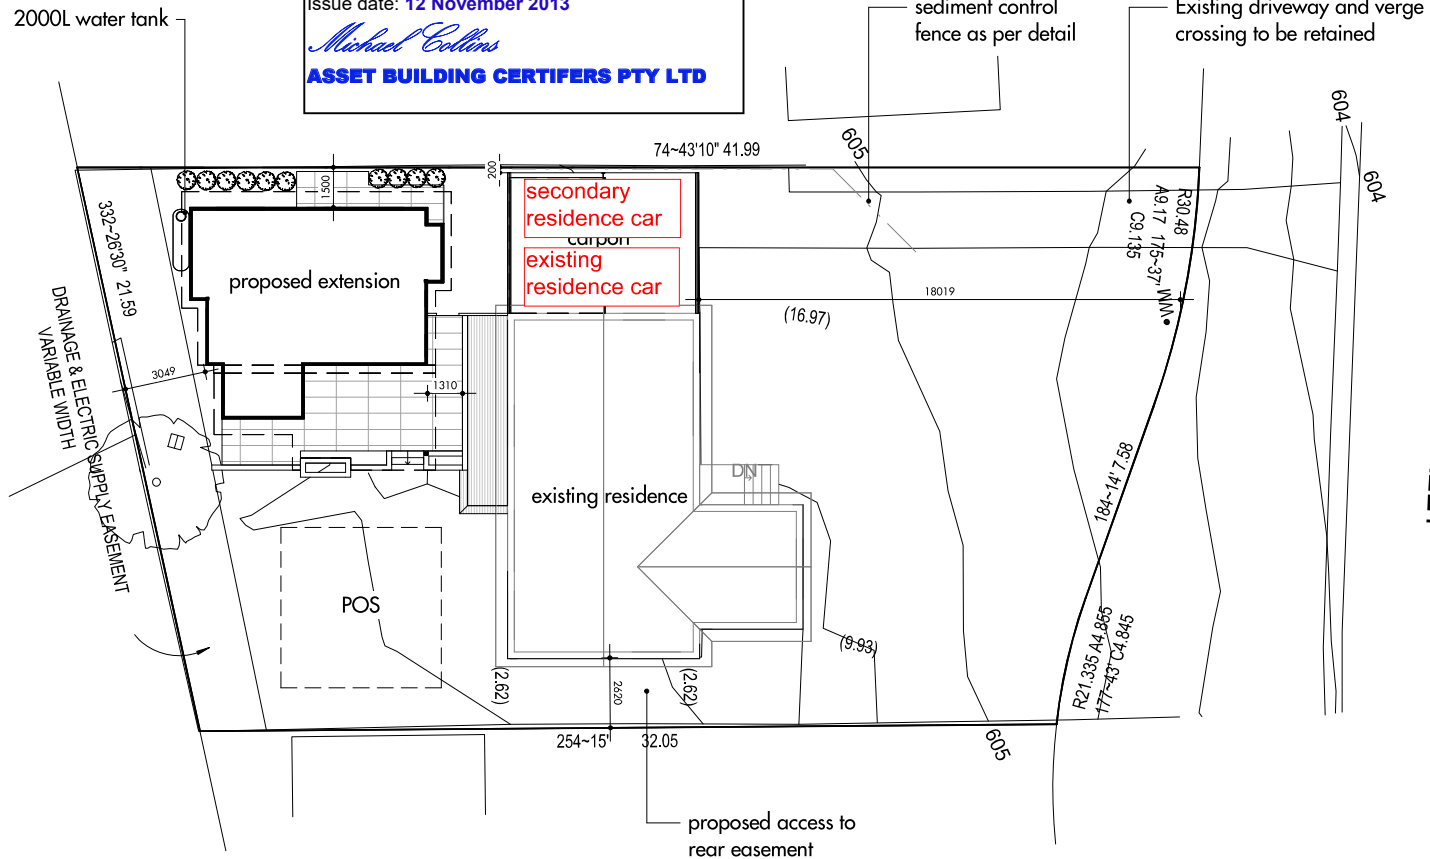 2000L water tank
Issue date: 12 November 2013
Michael Collins
ASSET BUILDING CERTIFERS PTY LTD
sediment control
fence as per detail
Existing driveway and verge
crossing to be retained
604
604
605
74~43'10" 41.99
200
1500
secondary
residence car
existing
residence car
proposed extension
332~26'30" 21.59
R30.48
A9.17 175~37'
C9.135
WM
18019
(16.97)
DRAINAGE & ELECTRIC SUPPLY EASEMENT
VARIABLE WIDTH
3049
1310
DN
existing residence
184~14' 7.58
POS
(9.93)
R21.335 A4.855
177~43' C4.845
(2.62)
2620
(2.62)
254~15'
32.05
605
proposed access to
rear easement